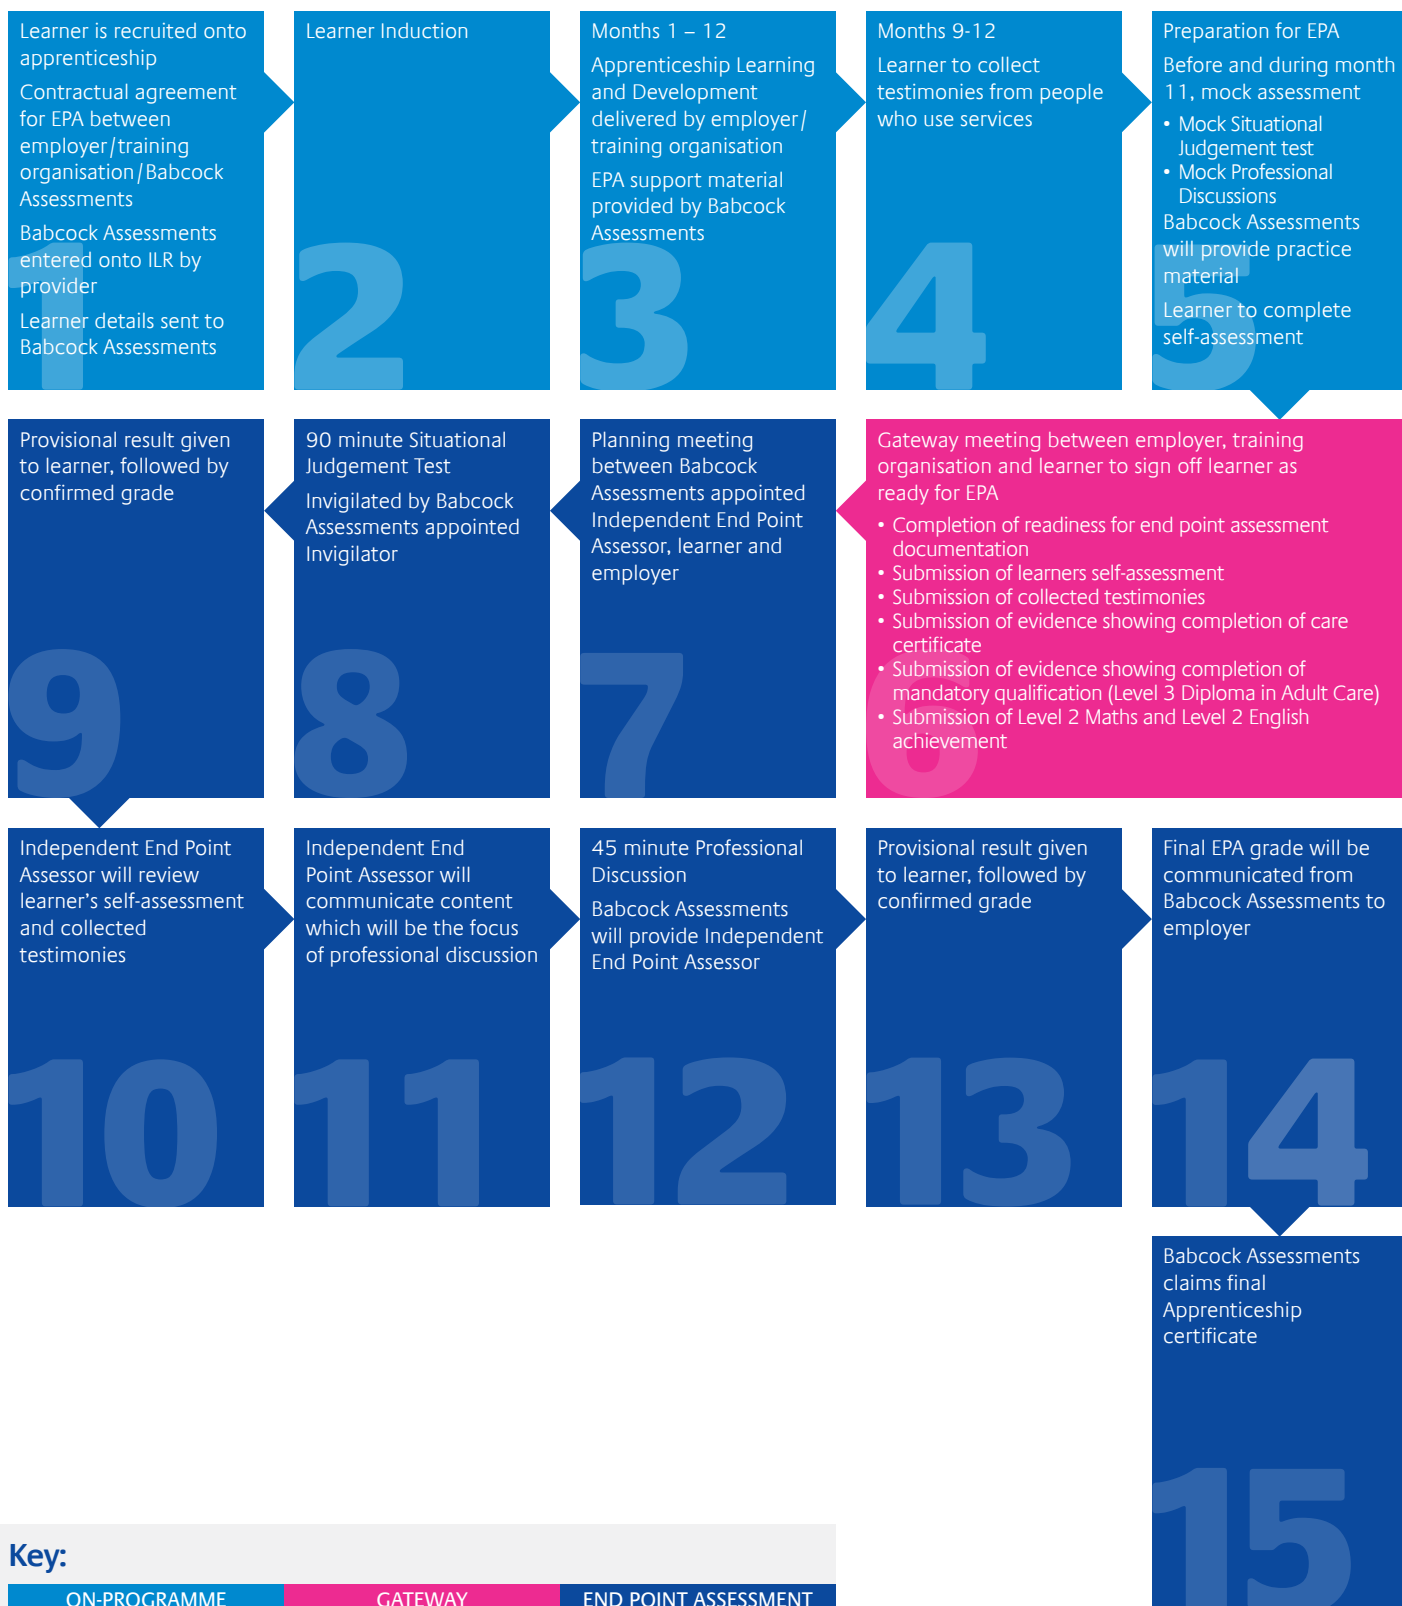 Learner is recruited onto
apprenticeship
Contractual agreement
for EPA between
employer/training
organisation/Babcock
Assessments
Babcock Assessments
entered onto ILR by
provider
Learner details sent to
Babcock Assessments
1
Learner Induction
2
Months 1 – 12
Apprenticeship Learning
and Development
delivered by employer/
training organisation
EPA support material
provided by Babcock
Assessments
3
Months 9-12
Learner to collect
testimonies from people
who use services
4
Preparation for EPA
Before and during month
11, mock assessment
• Mock Situational
Judgement test
• Mock Professional
Discussions
Babcock Assessments
will provide practice
material
Learner to complete
self-assessment
5
Gateway meeting between employer, training
organisation and learner to sign off learner as
ready for EPA
• Completion of readiness for end point assessment
documentation
• Submission of learners self-assessment
• Submission of collected testimonies
• Submission of evidence showing completion of care
certificate
• Submission of evidence showing completion of
mandatory qualification (Level 3 Diploma in Adult Care)
• Submission of Level 2 Maths and Level 2 English
achievement
6
Planning meeting
between Babcock
Assessments appointed
Independent End Point
Assessor, learner and
employer
7
90 minute Situational
Judgement Test
Invigilated by Babcock
Assessments appointed
Invigilator
8
Provisional result given
to learner, followed by
confirmed grade
9
Independent End Point
Assessor will review
learner’s self-assessment
and collected
testimonies
10
Independent End
Point Assessor will
communicate content
which will be the focus
of professional discussion
11
45 minute Professional
Discussion
Babcock Assessments
will provide Independent
End Point Assessor
12
Provisional result given
to learner, followed by
confirmed grade
13
Final EPA grade will be
communicated from
Babcock Assessments to
employer
14
Babcock Assessments
claims final
Apprenticeship
certificate
15
Key:
ON-PROGRAMME
GATEWAY
END POINT ASSESSMENT